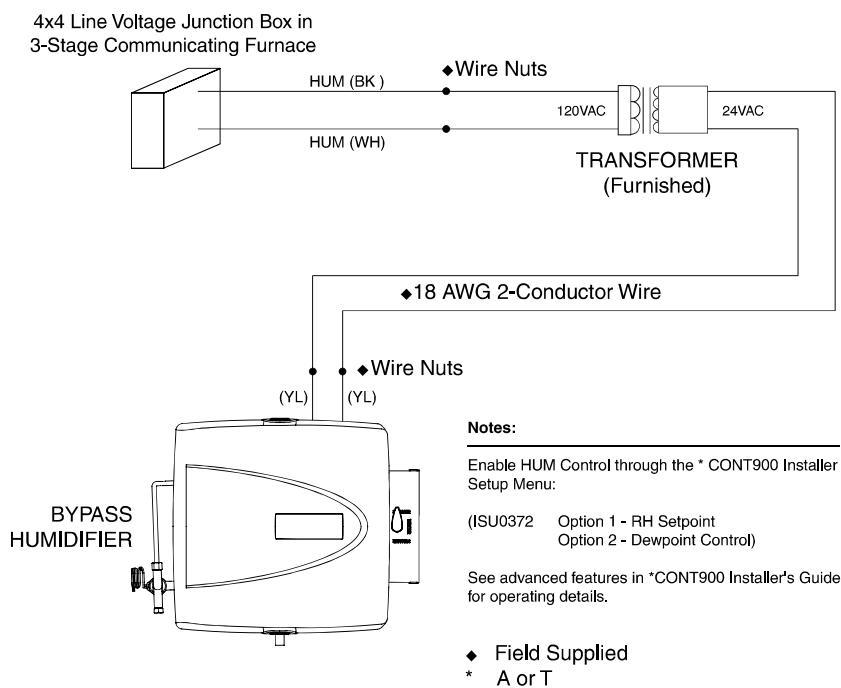 4x4 Line Voltage Junction Box in
3-Stage Communicating Furnace
HUM (BK )
◆Wire Nuts
120VAC
24VAC
HUM (WH)
TRANSFORMER
(Furnished)
◆18 AWG 2-Conductor Wire
◆Wire Nuts
(YL)
(YL)
BYPASS
HUMIDIFIER
Notes:
Enable HUM Control through the * CONT900 Installer
Setup Menu:
(ISU0372 Option 1 - RH Setpoint
Option 2 - Dewpoint Control)
See advanced features in *CONT900 Installer's Guide
for operating details.
◆ Field Supplied
* A or T